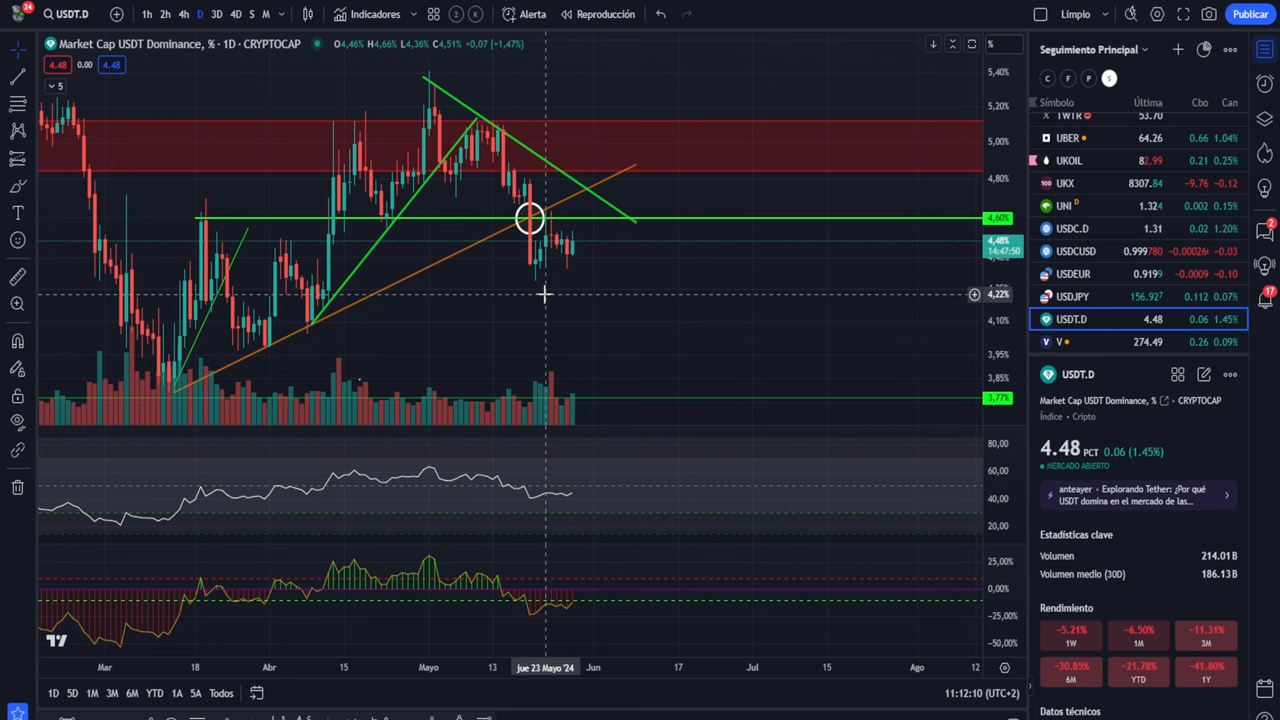 24
USDT.D
1h 2h 4h D 3D 4D S M
Indicadores
2 K
Alerta
Reproducción
Limpio
Publicar
Market Cap USDT Dominance, % · 1D · CRYPTOCAP
O4,46% H4,66% L4,36% C4,51% +0,07 (+1,47%)
4.48 0.00 4.48
5
%
5,40%
5,20%
5,00%
4,80%
4,60%
4,48%
14:47:50
4,22%
4,10%
3,95%
3,85%
3,77%
80,00
60,00
40,00
20,00
25,00%
0,00%
−25,00%
−50,00%
Mar 18 Abr 15 Mayo 13 jue 23 Mayo '24 Jun 17 Jul 15 Ago 12
1D 5D 1M 3M 6M YTD 1A 5A Todos
11:12:10 (UTC+2)
Seguimiento Principal
C F P S
Símbolo Última Cbo Can
TWTR 53.70
UBER 64.26 0.66 1.04%
UKOIL 82.99 0.21 0.25%
UKX 8307.84 −9.76 −0.12
UNI D 1.324 0.002 0.15%
USDC.D 1.31 0.02 1.20%
USDCUSD 0.999780 −0.00026 −0.03
USDEUR 0.9199 −0.0009 −0.10
USDJPY 156.927 0.112 0.07%
USDT.D 4.48 0.06 1.45%
V 274.49 0.26 0.09%
USDT.D
Market Cap USDT Dominance, % · CRYPTOCAP
Índice • Cripto
4.48 PCT 0.06 (1.45%)
MERCADO ABIERTO
anteayer • Explorando Tether: ¿Por qué
USDT domina en el mercado de las...
Estadísticas clave
Volumen 214.01B
Volumen medio (30D) 186.13B
Rendimiento
−5.21% −6.50% −11.31%
1W 1M 3M
−30.85% −21.78% −41.80%
6M YTD 1Y
Datos técnicos
2
17